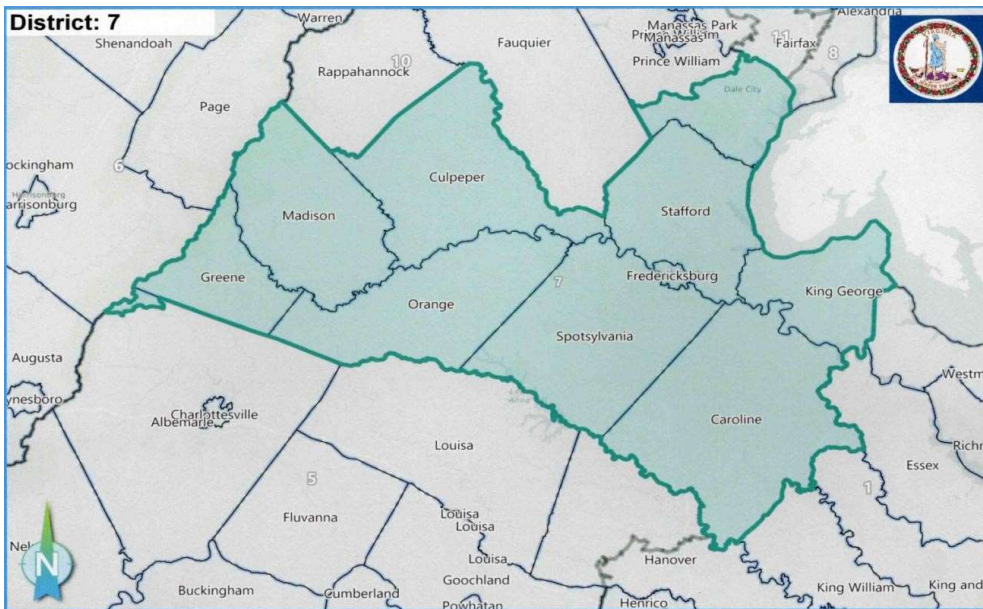 District: 7
Warren
Alexandria
Shenandoah
Fauquier
Manassas Park
Prince William
Manassas
Prince William
11
Fairfax
8
10
Rappahannock
Page
Dale City
ockingham
6
Harrisonburg
arrisonburg
Culpeper
Madison
Stafford
Greene
Fredericksburg
7
Orange
King George
Spotsylvania
Augusta
Westm
ynesboro
Charlottesville
Albemarle
Caroline
Louisa
Richr
Essex
5
1
Fluvanna
Louisa
Louisa
Nel
N
Louisa
Hanover
Goochland
Buckingham
Cumberland
King William
King and
Powhatan
Henrico